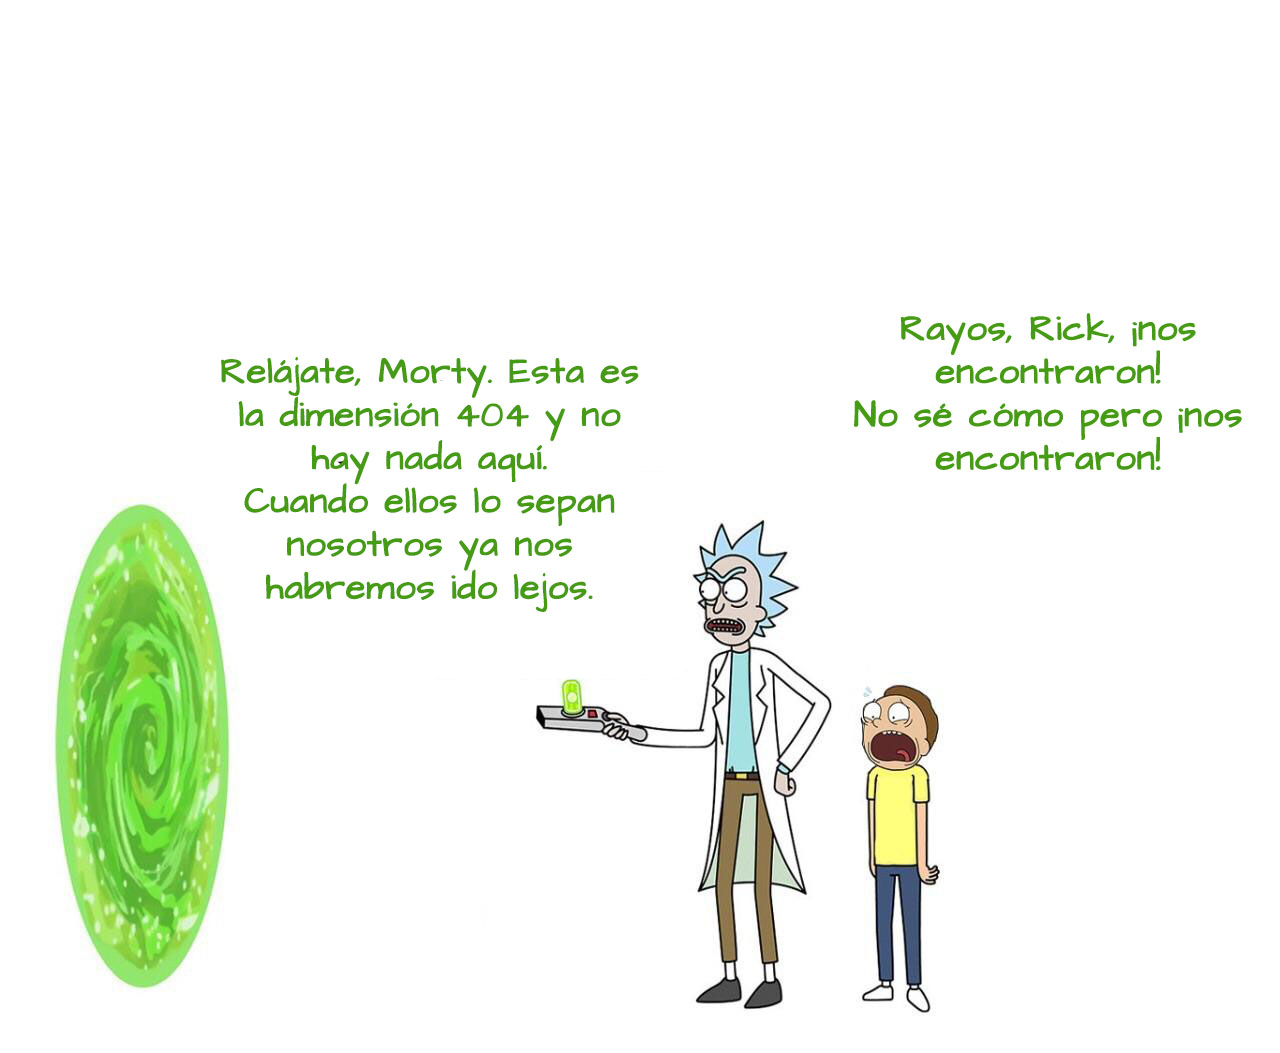 Rayos, Rick, ¡nos
encontraron!
No sé cómo pero ¡nos
encontraron!
Relájate, Morty. Esta es
la dimensión 404 y no
hay nada aquí.
Cuando ellos lo sepan
nosotros ya nos
habremos ido lejos.